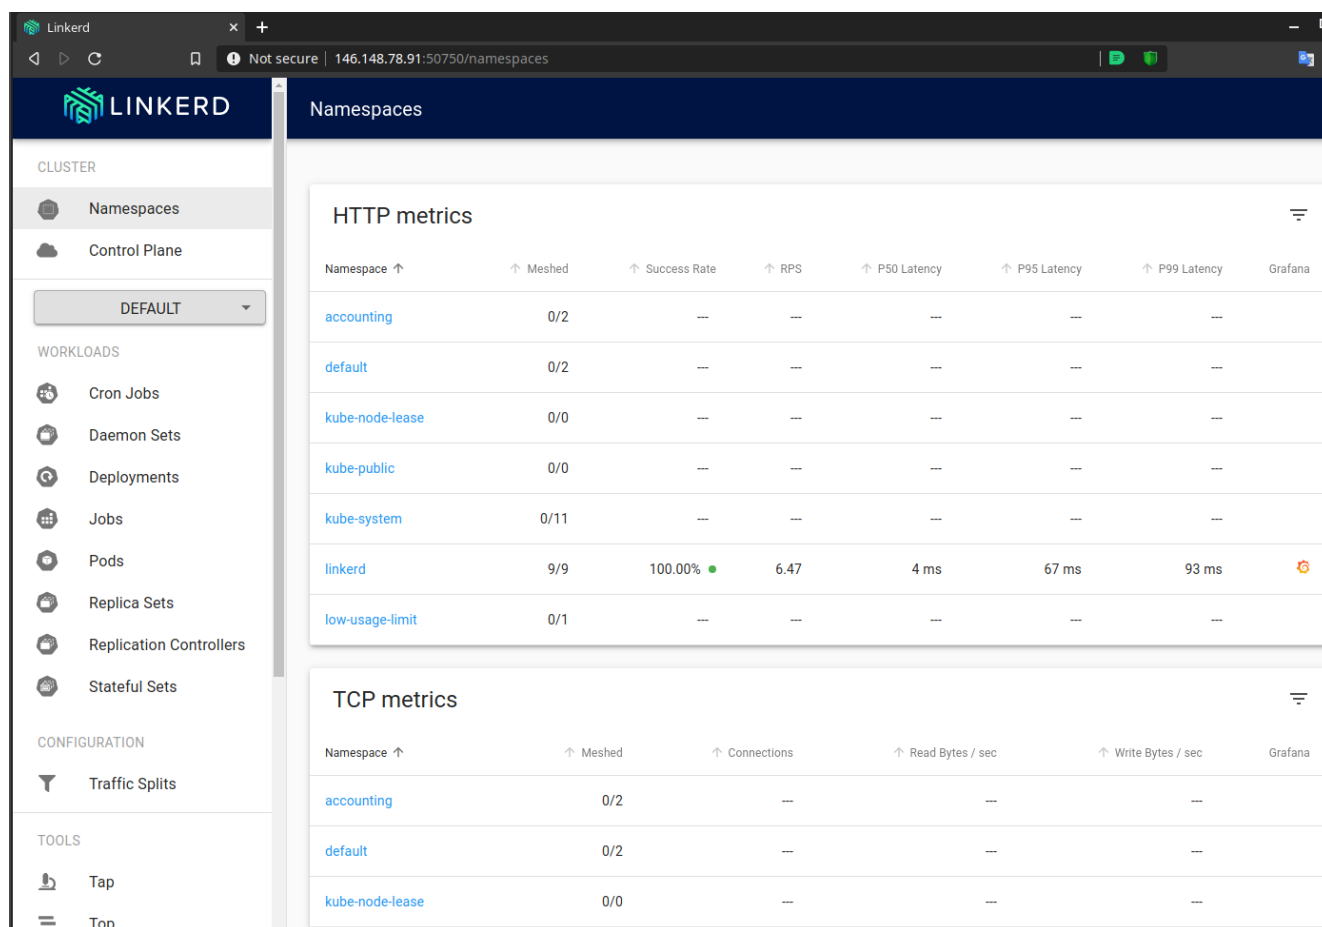 Linkerd
Not secure 146.148.78.91:50750/namespaces
LINKERD
Namespaces
CLUSTER
Namespaces
Control Plane
DEFAULT
WORKLOADS
Cron Jobs
Daemon Sets
Deployments
Jobs
Pods
Replica Sets
Replication Controllers
Stateful Sets
CONFIGURATION
Traffic Splits
TOOLS
Tap
Top
HTTP metrics
Namespace Meshed Success Rate RPS P50 Latency P95 Latency P99 Latency Grafana
accounting 0/2 --- --- --- --- ---
default 0/2 --- --- --- --- ---
kube-node-lease 0/0 --- --- --- --- ---
kube-public 0/0 --- --- --- --- ---
kube-system 0/11 --- --- --- --- ---
linkerd 9/9 100.00% 6.47 4 ms 67 ms 93 ms
low-usage-limit 0/1 --- --- --- --- ---
TCP metrics
Namespace Meshed Connections Read Bytes / sec Write Bytes / sec Grafana
accounting 0/2 --- --- ---
default 0/2 --- --- ---
kube-node-lease 0/0 --- --- ---